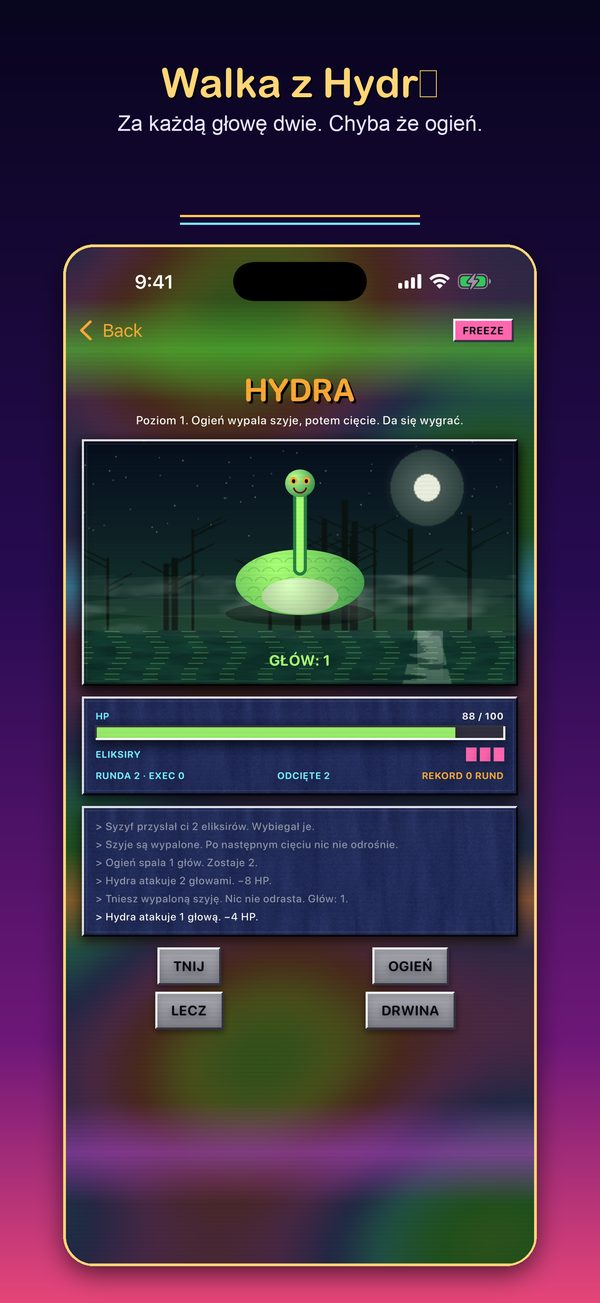 Walka z Hydr□
Za każdą głowę dwie. Chyba że ogień.
9:41
Back
FREEZE
HYDRA
Poziom 1. Ogień wypala szyje, potem cięcie. Da się wygrać.
GŁÓW: 1
HP 88 / 100
ELIKSIRY
RUNDA 2 · EXEC 0 ODCIĘTE 2 REKORD 0 RUND
> Syzyf przysłał ci 2 eliksirów. Wybiegał je.
> Szyje są wypalone. Po następnym cięciu nic nie odrośnie.
> Ogień spala 1 głów. Zostaje 2.
> Hydra atakuje 2 głowami. −8 HP.
> Tniesz wypaloną szyję. Nic nie odrasta. Głów: 1.
> Hydra atakuje 1 głową. −4 HP.
TNIJ OGIEŃ
LECZ DRWINA